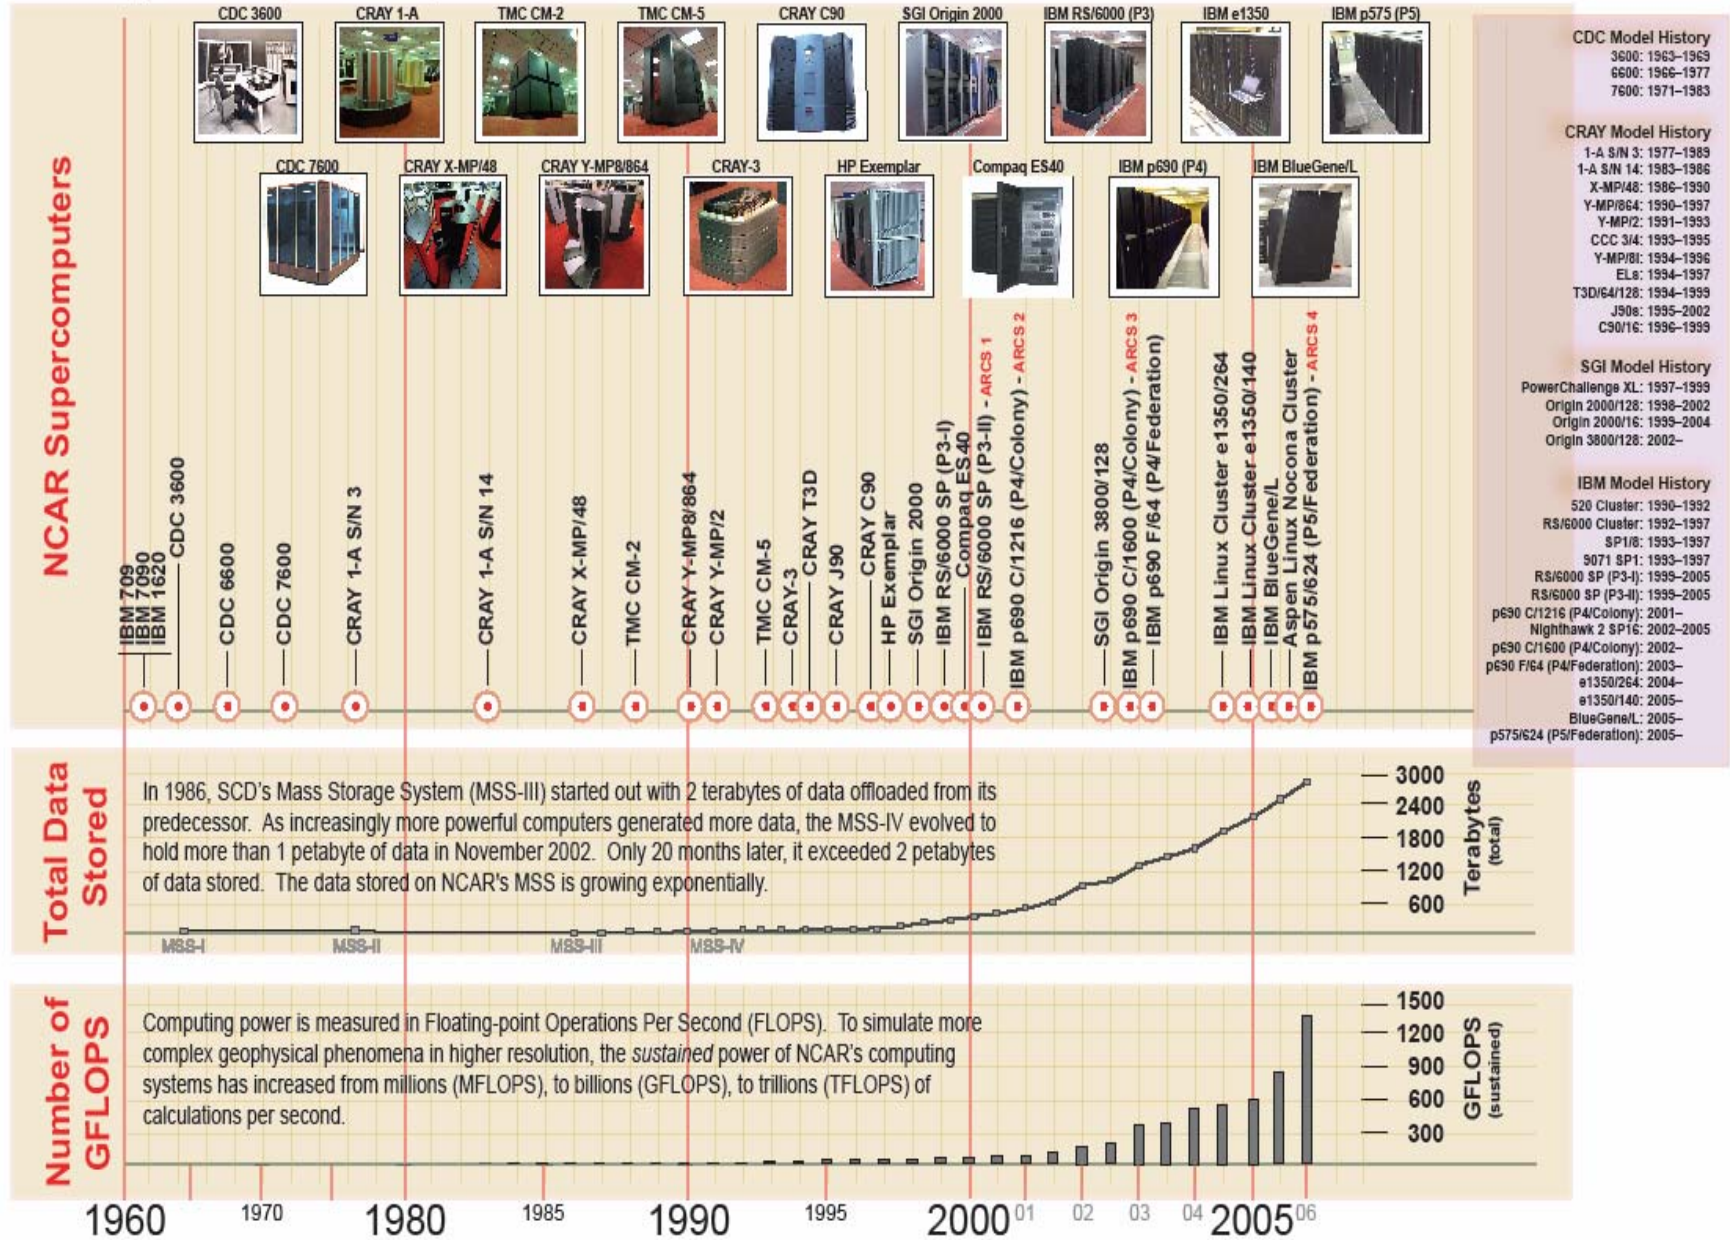 CDC 3600
CRAY 1-A
TMC CM-2
TMC CM-5
CRAY C90
SGI Origin 2000
IBM RS/6000 (P3)
IBM e1350
IBM p575 (P5)
CDC 7600
CRAY X-MP/48
CRAY Y-MP8/864
CRAY-3
HP Exemplar
Compaq ES40
IBM p690 (P4)
IBM BlueGene/L
NCAR Supercomputers
IBM 709
IBM 7090
IBM 1620
CDC 3600
CDC 6600
CDC 7600
CRAY 1-A S/N 3
CRAY 1-A S/N 14
CRAY X-MP/48
TMC CM-2
CRAY Y-MP8/864
CRAY Y-MP/2
TMC CM-5
CRAY-3
CRAY T3D
CRAY J90
CRAY C90
HP Exemplar
SGI Origin 2000
IBM RS/6000 SP (P3-I)
Compaq ES40
IBM RS/6000 SP (P3-II) - ARCS 1
IBM p690 C/1216 (P4/Colony) - ARCS 2
SGI Origin 3800/128
IBM p690 C/1600 (P4/Colony) - ARCS 3
IBM p690 F/64 (P4/Federation)
IBM Linux Cluster e1350/264
IBM Linux Cluster e1350/140
IBM BlueGene/L
Aspen Linux Nocona Cluster
IBM p575/624 (P5/Federation) - ARCS 4
CDC Model History
3600: 1963–1969
6600: 1966–1977
7600: 1971–1983
CRAY Model History
1-A S/N 3: 1977–1989
1-A S/N 14: 1983–1986
X-MP/48: 1986–1990
Y-MP/864: 1990–1997
Y-MP/2: 1991–1993
CCC 3/4: 1993–1995
Y-MP/8I: 1994–1996
ELs: 1994–1997
T3D/64/128: 1994–1999
J90s: 1995–2002
C90/16: 1996–1999
SGI Model History
PowerChallenge XL: 1997–1999
Origin 2000/128: 1998–2002
Origin 2000/16: 1999–2004
Origin 3800/128: 2002–
IBM Model History
520 Cluster: 1990–1992
RS/6000 Cluster: 1992–1997
SP1/8: 1993–1997
9071 SP1: 1993–1997
RS/6000 SP (P3-I): 1999–2005
RS/6000 SP (P3-II): 1999–2005
p690 C/1216 (P4/Colony): 2001–
Nighthawk 2 SP16: 2002–2005
p690 C/1600 (P4/Colony): 2002–
p690 F/64 (P4/Federation): 2003–
e1350/264: 2004–
e1350/140: 2005–
BlueGene/L: 2005–
p575/624 (P5/Federation): 2005–
Total Data
Stored
In 1986, SCD's Mass Storage System (MSS-III) started out with 2 terabytes of data offloaded from its
predecessor. As increasingly more powerful computers generated more data, the MSS-IV evolved to
hold more than 1 petabyte of data in November 2002. Only 20 months later, it exceeded 2 petabytes
of data stored. The data stored on NCAR's MSS is growing exponentially.
MSS-I
MSS-II
MSS-III
MSS-IV
3000
2400
1800
1200
600
Terabytes
(total)
Number of
GFLOPS
Computing power is measured in Floating-point Operations Per Second (FLOPS). To simulate more
complex geophysical phenomena in higher resolution, the sustained power of NCAR's computing
systems has increased from millions (MFLOPS), to billions (GFLOPS), to trillions (TFLOPS) of
calculations per second.
1500
1200
900
600
300
GFLOPS
(sustained)
1960 1970 1980 1985 1990 1995 2000 01 02 03 04 2005 06